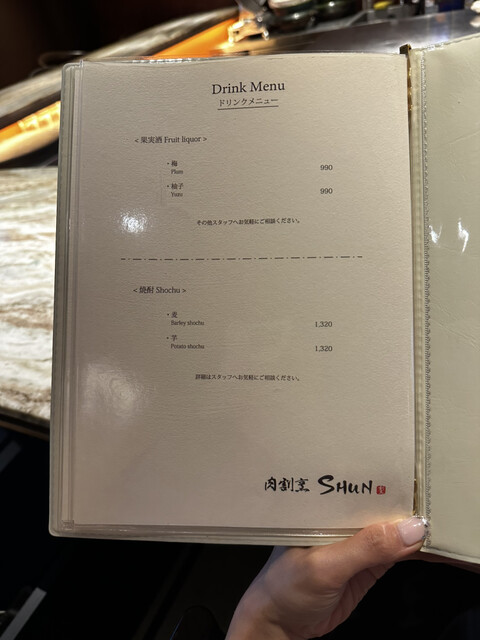 Drink Menu
ドリンクメニュー
< 果実酒 Fruit liquor >
・梅 990
Plum
・柚子 990
Yuzu
その他スタッフへお気軽にご相談ください。
< 焼酎 Shochu >
・麦 1,320
Barley shochu
・芋 1,320
Potato shochu
詳細はスタッフへお気軽にご相談ください。
肉割烹 SHUN